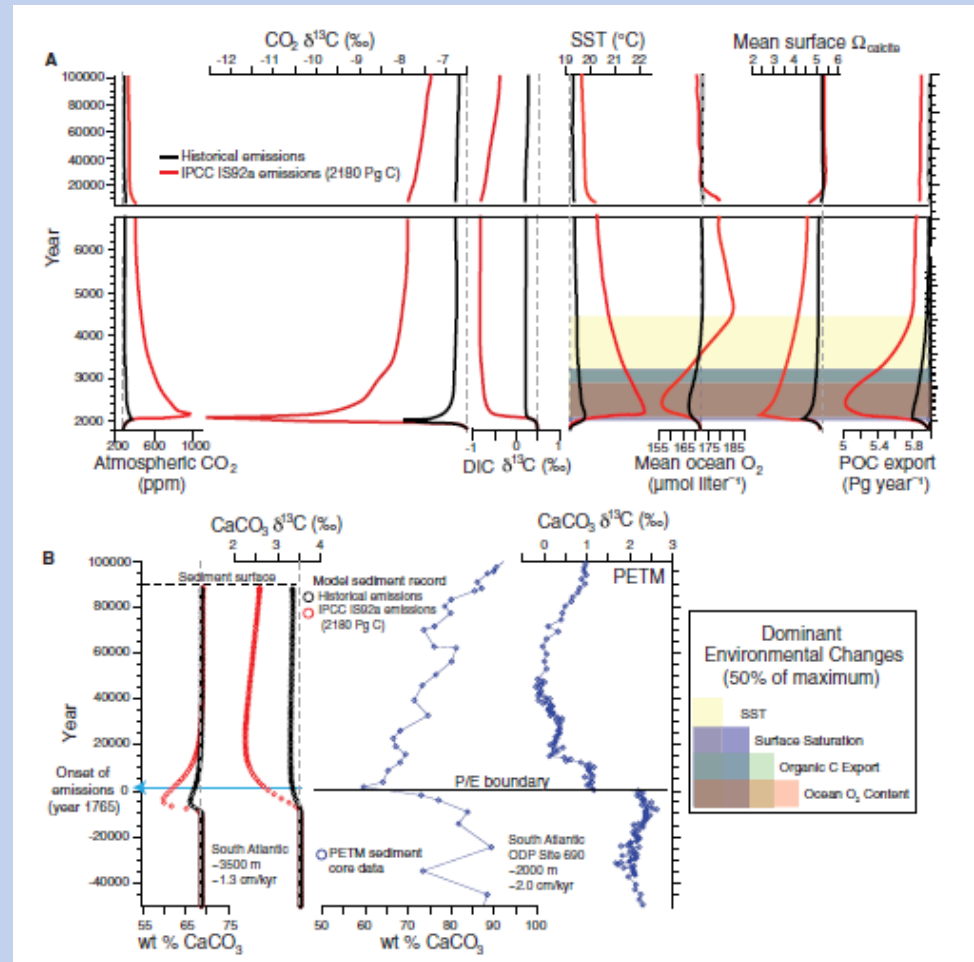 A
CO₂ δ¹³C (‰)
SST (°C)
Mean surface Ωcalcite
-12 -11 -10 -9 -8 -7 -6
19 20 21 22
2 3 4 5 6
100000
80000
60000
40000
20000
Historical emissions
IPCC IS92a emissions (2180 Pg C)
Year
6000
5000
4000
3000
2000
200 600 1000
-1 0 1
155 165 175 185
5 5.4 5.8
Atmospheric CO₂
(ppm)
DIC δ¹³C (‰)
Mean ocean O₂
(μmol liter⁻¹)
POC export
(Pg year⁻¹)
B
CaCO₃ δ¹³C (‰)
CaCO₃ δ¹³C (‰)
2 3 4
0 1 2 3
100000
80000
60000
40000
20000
0
-20000
-40000
Sediment surface
Model sediment record
Historical emissions
IPCC IS92a emissions
(2180 Pg C)
PETM
Year
Onset of
emissions
(year 1765)
P/E boundary
South Atlantic
~3500 m
~1.3 cm/kyr
PETM sediment
core data
South Atlantic
ODP Site 690
~2000 m
~2.0 cm/kyr
55 65 75
50 60 70 80 90 100
wt % CaCO₃
wt % CaCO₃
Dominant
Environmental Changes
(50% of maximum)
SST
Surface Saturation
Organic C Export
Ocean O₂ Content